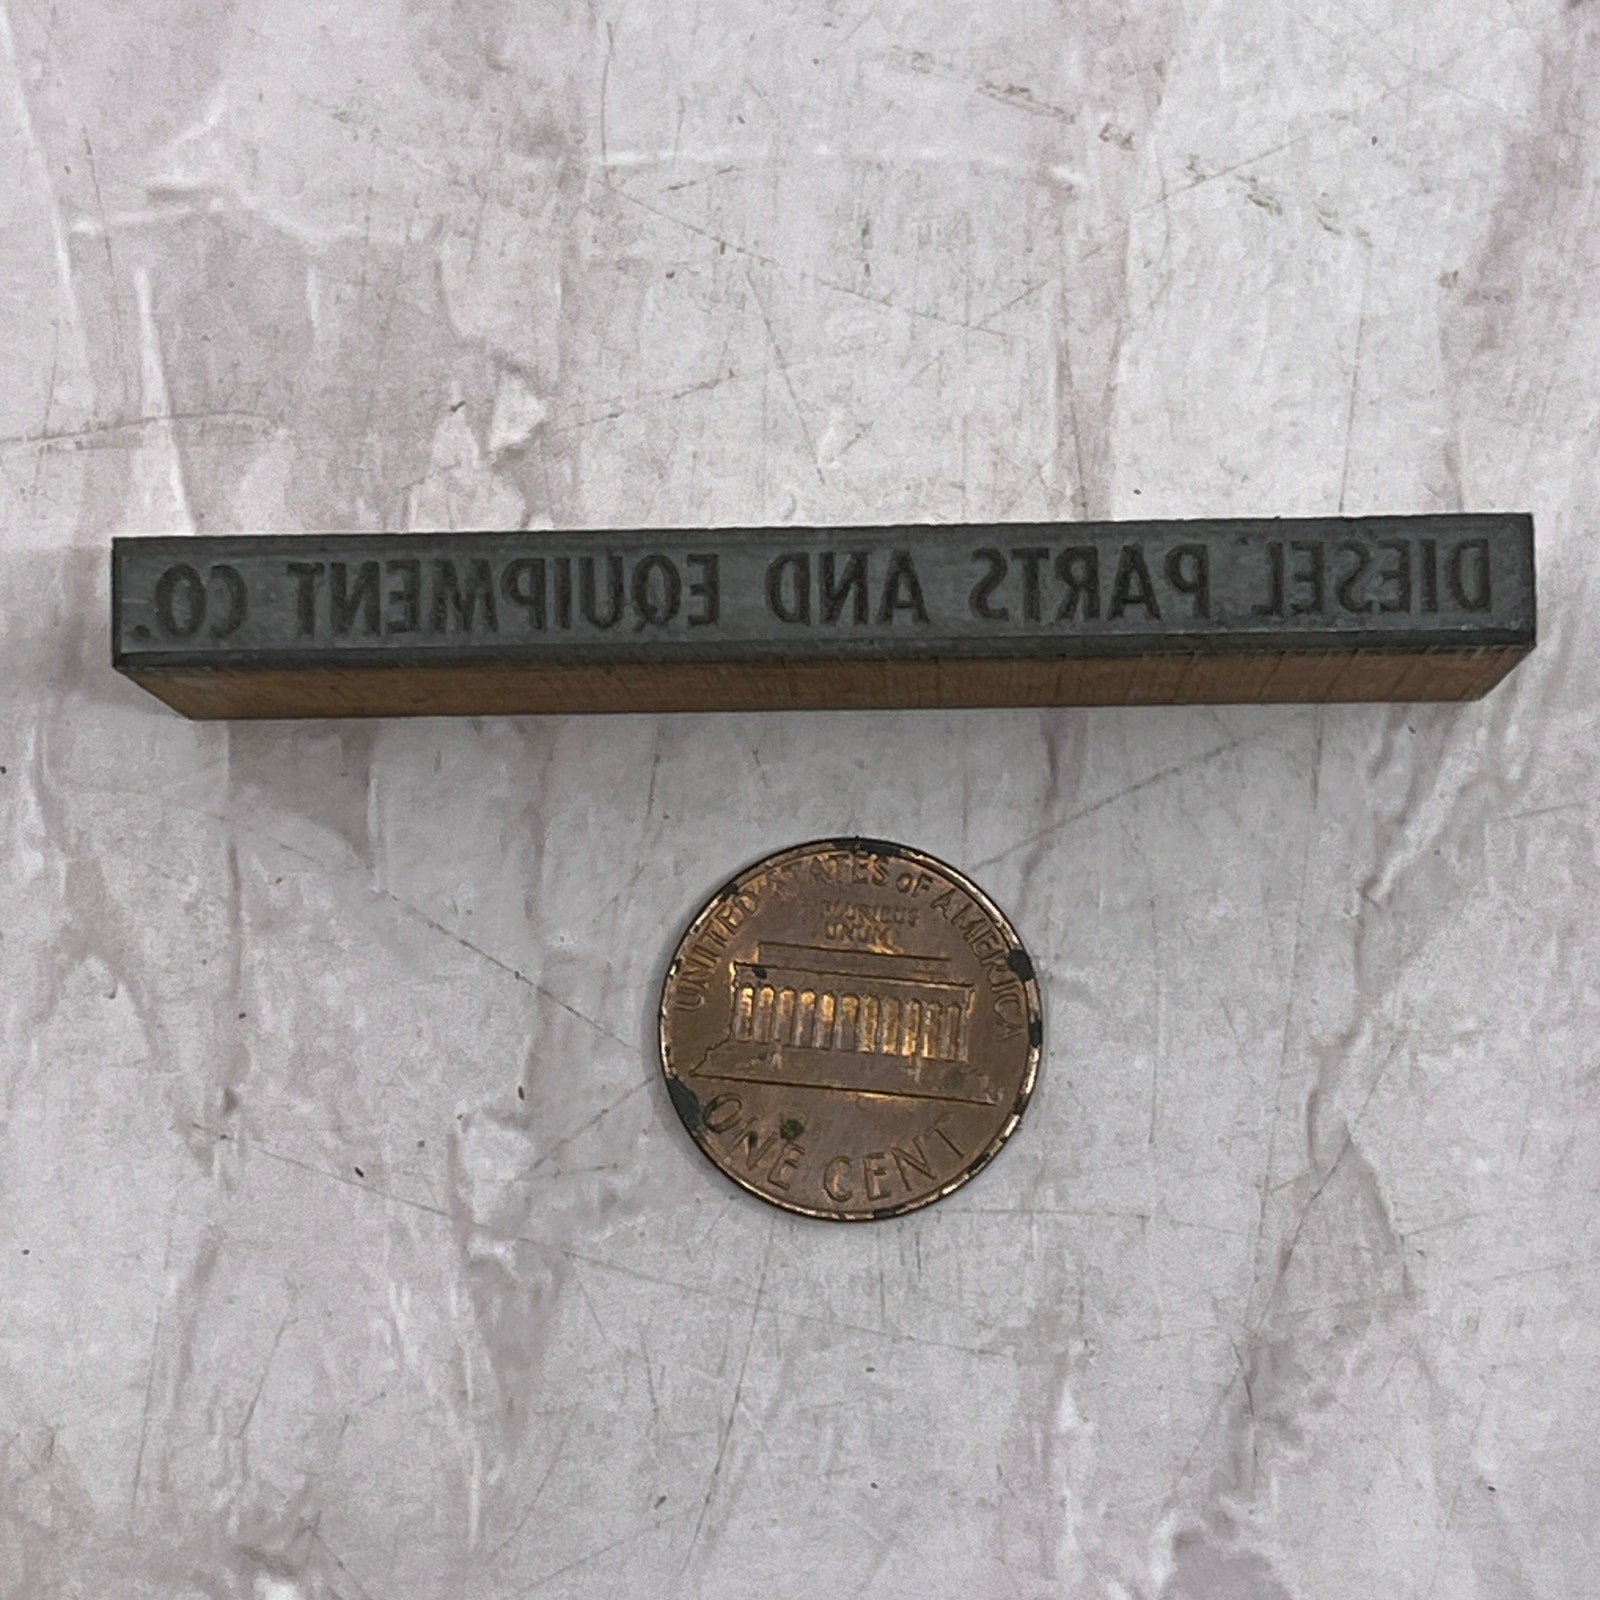 DIESEL PARTS AND EQUIPMENT CO.
UNITED STATES OF AMERICA
E PLURIBUS
UNUM
ONE CENT